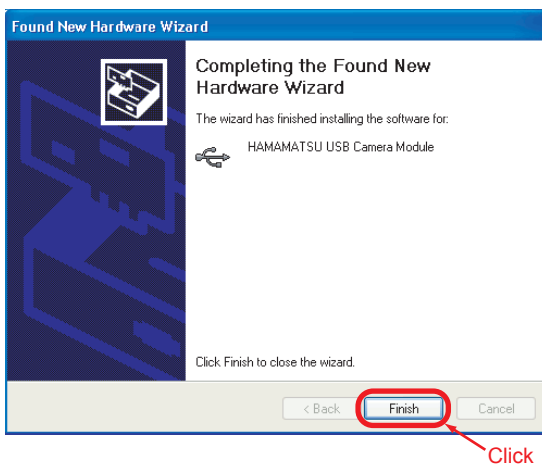 Found New Hardware Wizard
Completing the Found New
Hardware Wizard
The wizard has finished installing the software for:
HAMAMATSU USB Camera Module
Click Finish to close the wizard.
< Back Finish Cancel
Click